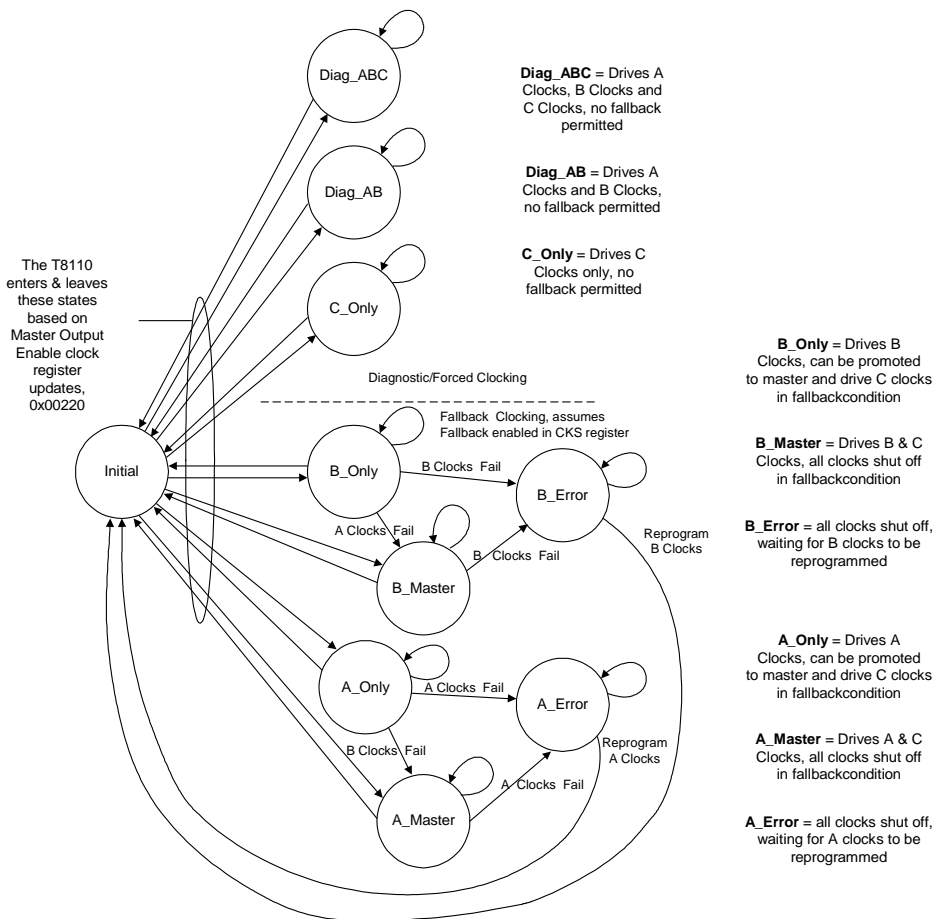 Diag_ABC
Diag_ABC = Drives A
Clocks, B Clocks and
C Clocks, no fallback
permitted
Diag_AB
Diag_AB = Drives A
Clocks and B Clocks,
no fallback permitted
The T8110
enters & leaves
these states
based on
Master Output
Enable clock
register
updates,
0x00220
C_Only
C_Only = Drives C
Clocks only, no
fallback permitted
Diagnostic/Forced Clocking
Fallback Clocking, assumes
Fallback enabled in CKS register
B_Only = Drives B
Clocks, can be promoted
to master and drive C clocks
in fallbackcondition
Initial
B_Only
B Clocks Fail
B_Error
A Clocks Fail
B_Master
B Clocks Fail
Reprogram
B Clocks
B_Master = Drives B & C
Clocks, all clocks shut off
in fallbackcondition
B_Error = all clocks shut off,
waiting for B clocks to be
reprogrammed
A_Only
A Clocks Fail
A_Error
B Clocks Fail
A_Master
A Clocks Fail
Reprogram
A Clocks
A_Only = Drives A
Clocks, can be promoted
to master and drive C clocks
in fallbackcondition
A_Master = Drives A & C
Clocks, all clocks shut off
in fallbackcondition
A_Error = all clocks shut off,
waiting for A clocks to be
reprogrammed